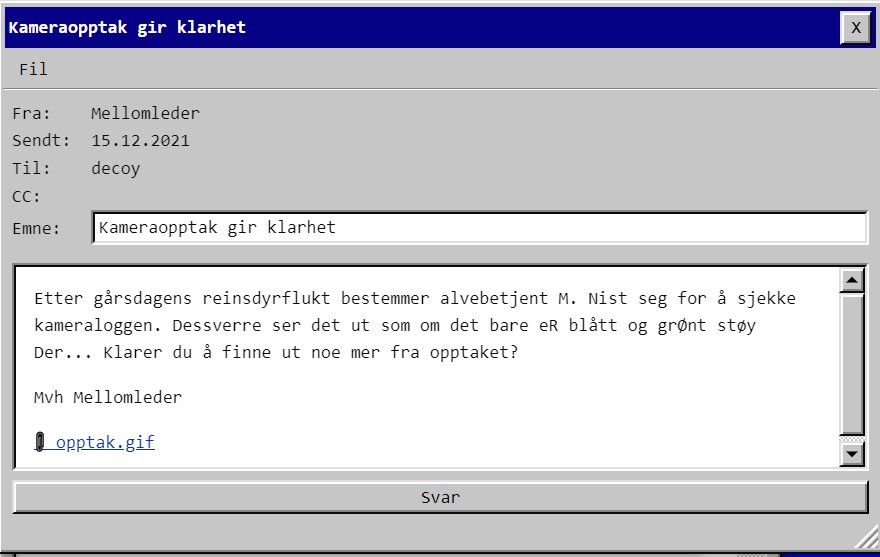 Kameraopptak gir klarhet
X
Fil
Fra: Mellomleder
Sendt: 15.12.2021
Til: decoy
CC:
Emne: Kameraopptak gir klarhet
Etter gårsdagens reinsdyrflukt bestemmer alvebetjent M. Nist seg for å sjekke
kameraloggen. Dessverre ser det ut som om det bare eR blått og grØnt støy
Der... Klarer du å finne ut noe mer fra opptaket?
Mvh Mellomleder
opptak.gif
Svar